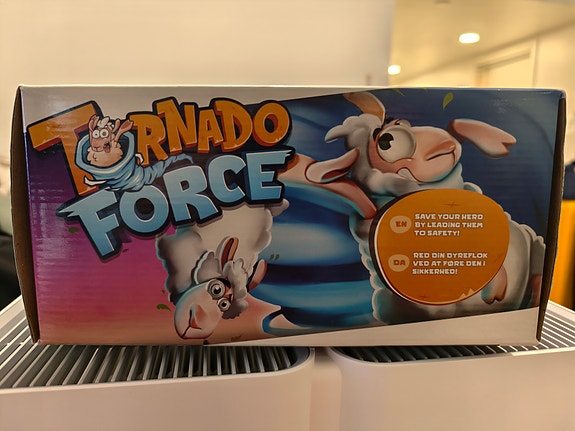 TORNADO
FORCE
EN
SAVE YOUR HERD
BY LEADING THEM
TO SAFETY!
DA
RED DIN DYREFLOK
VED AT FØRE DEN I
SIKKERHED!